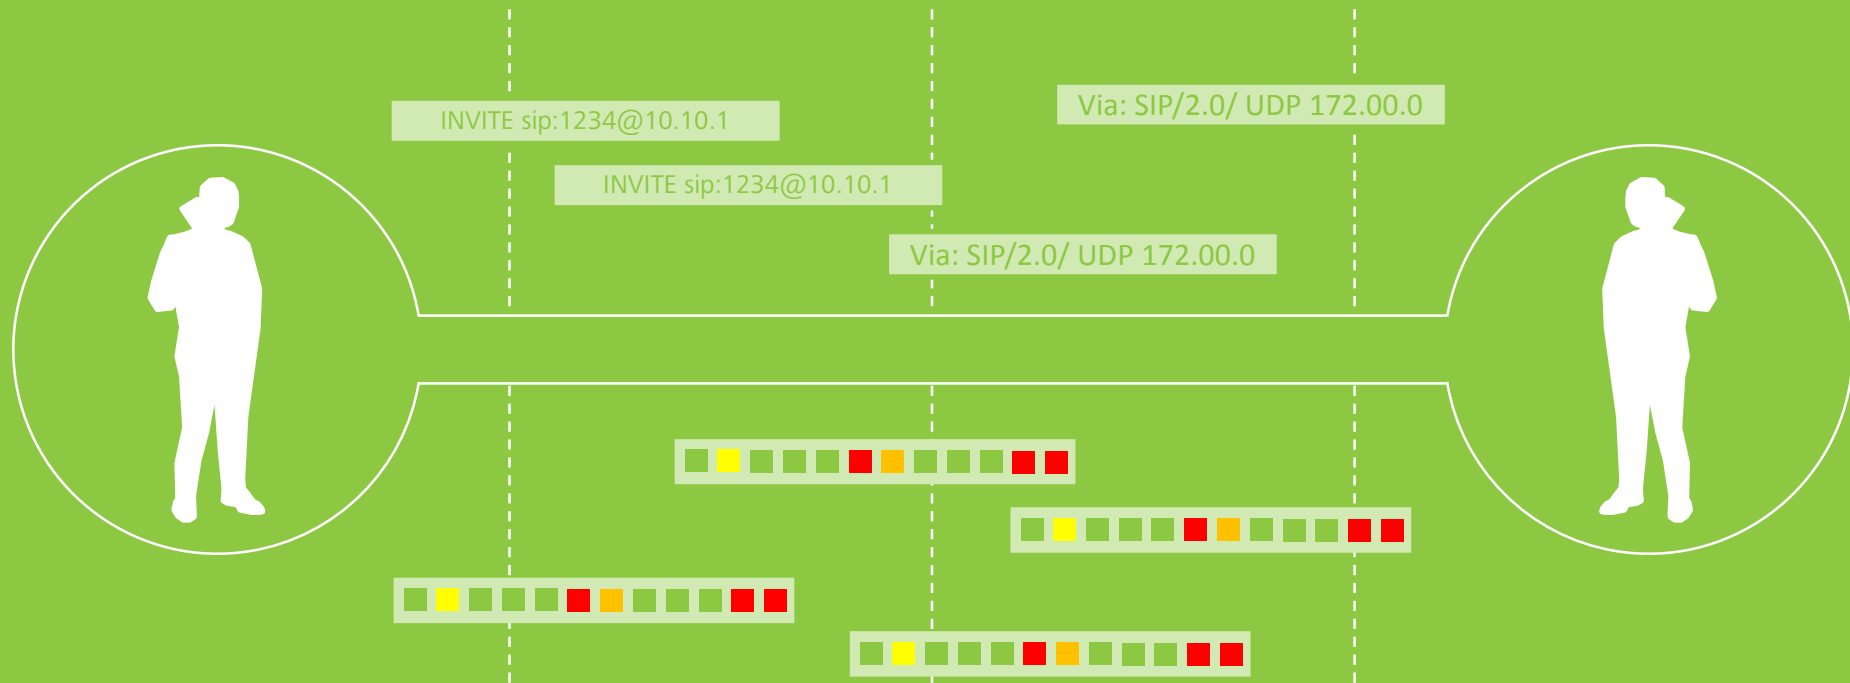 INVITE sip:1234@10.10.1
Via: SIP/2.0/ UDP 172.00.0
INVITE sip:1234@10.10.1
Via: SIP/2.0/ UDP 172.00.0